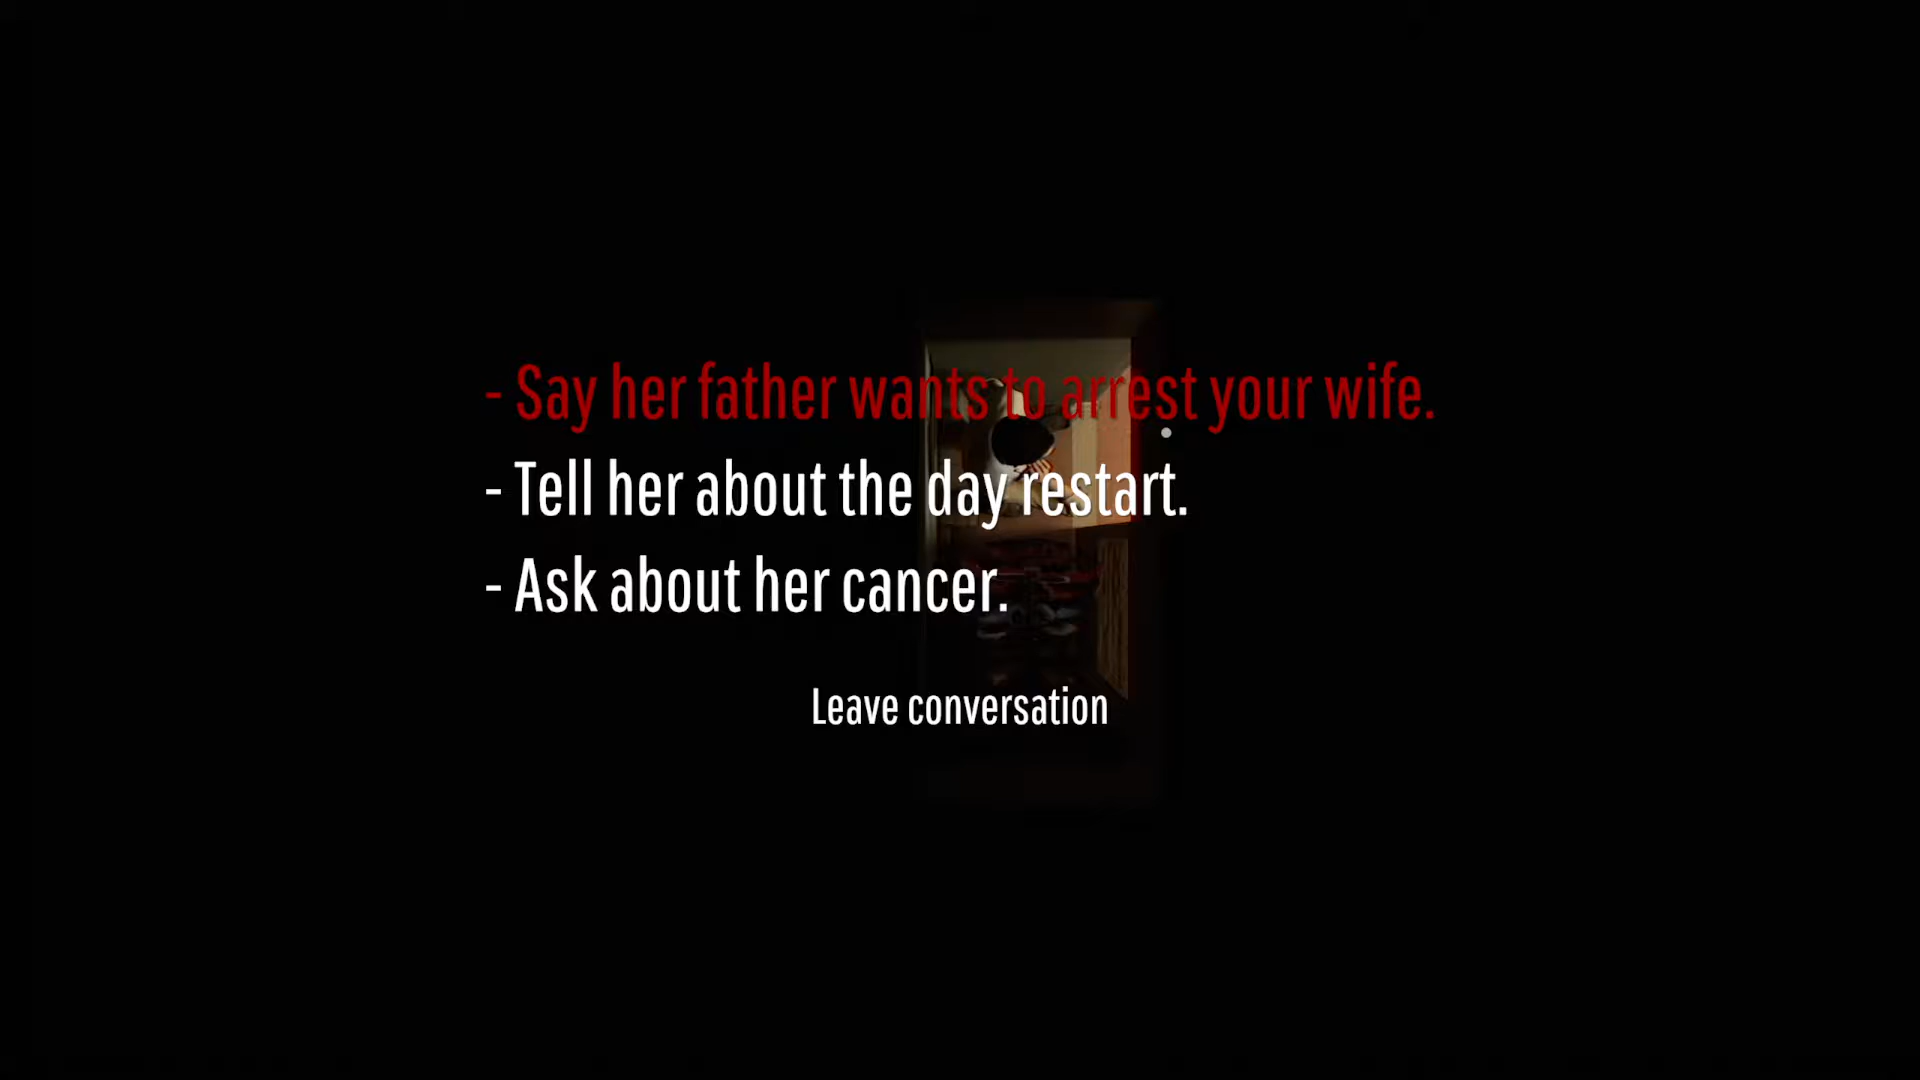 - Say her father wants to arrest your wife.
- Tell her about the day restart.
- Ask about her cancer.
Leave conversation